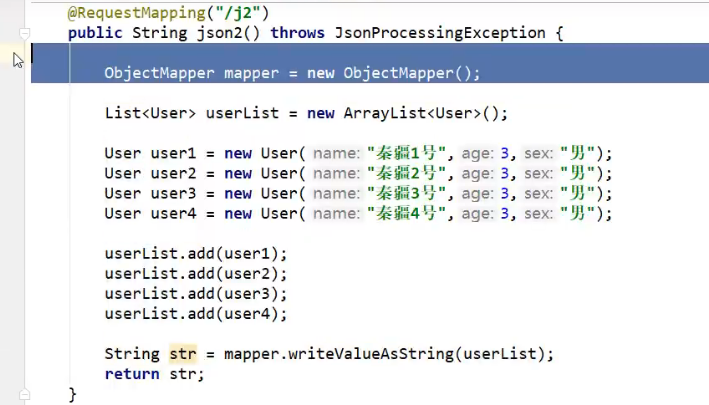 @RequestMapping("/j2")
public String json2() throws JsonProcessingException {
ObjectMapper mapper = new ObjectMapper();
List<User> userList = new ArrayList<User>();
User user1 = new User( name: "秦疆1号", age: 3, sex: "男");
User user2 = new User( name: "秦疆2号", age: 3, sex: "男");
User user3 = new User( name: "秦疆3号", age: 3, sex: "男");
User user4 = new User( name: "秦疆4号", age: 3, sex: "男");
userList.add(user1);
userList.add(user2);
userList.add(user3);
userList.add(user4);
String str = mapper.writeValueAsString(userList);
return str;
}